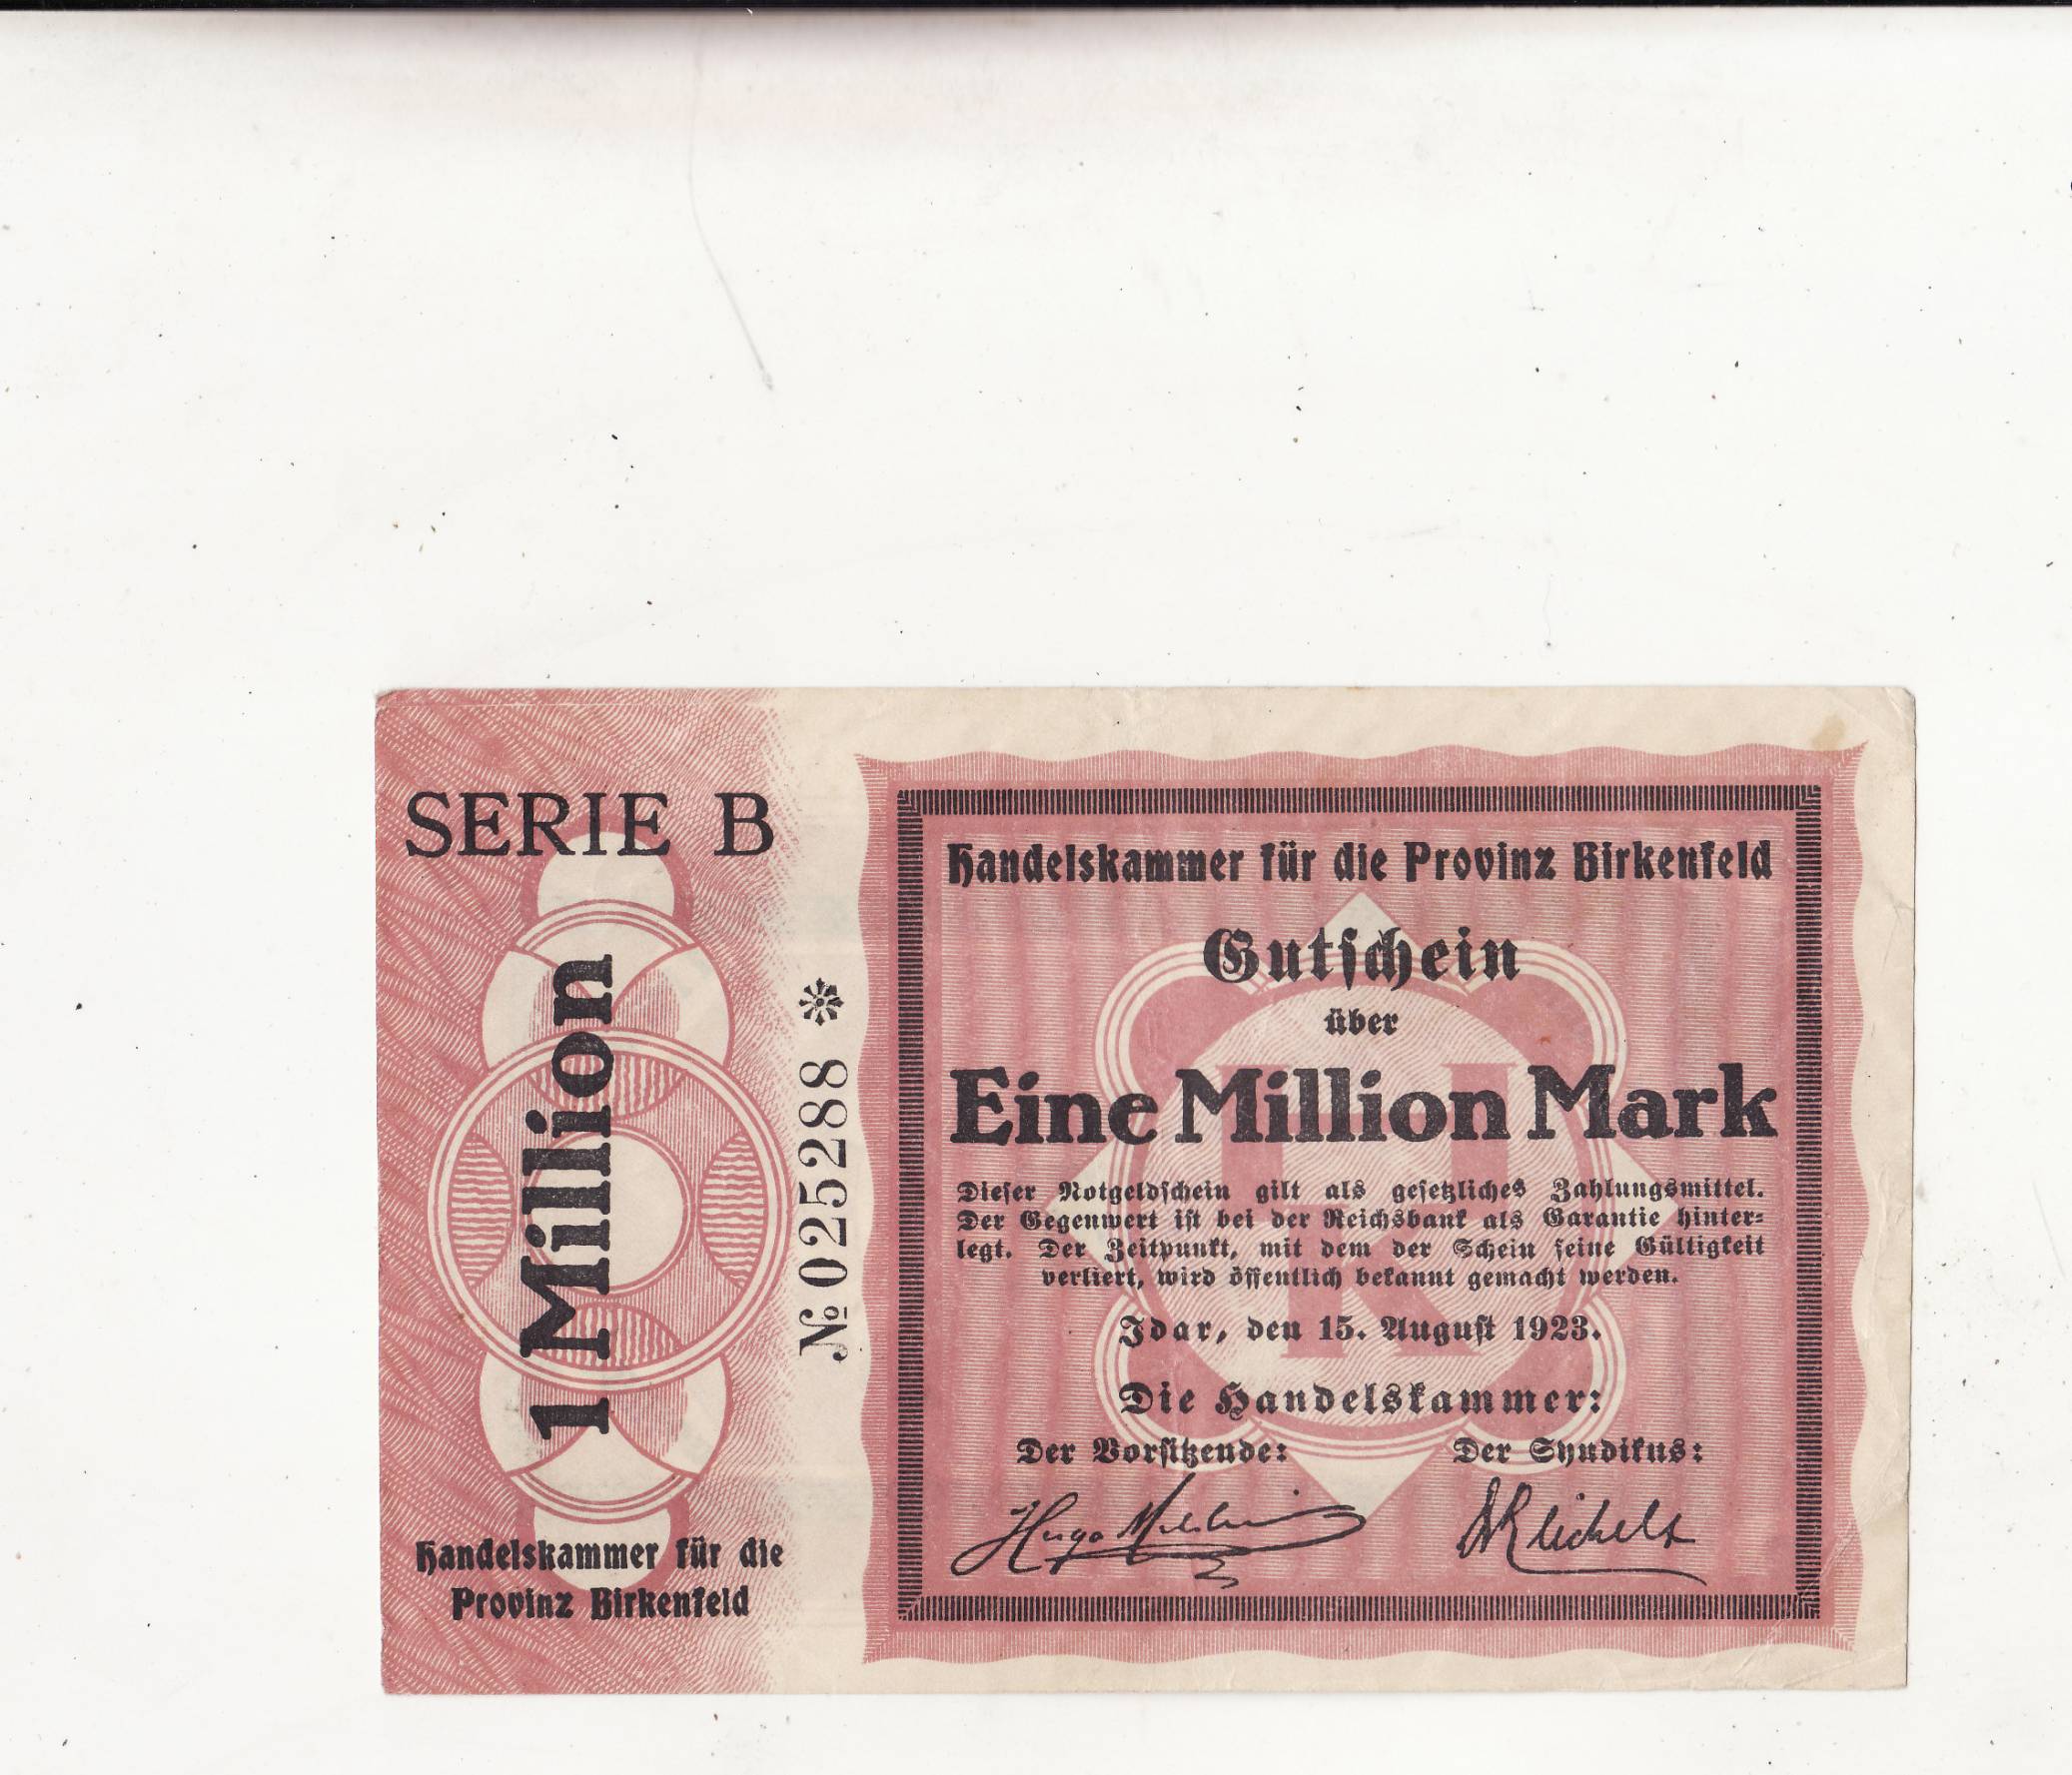 SERIE B
1 Million
Handelskammer für die
Provinz Birkenfeld
№ 025288 *
Handelskammer für die Provinz Birkenfeld
Gutschein
über
Eine Million Mark
Dieser Notgeldschein gilt als gesetzliches Zahlungsmittel.
Der Gegenwert ist bei der Reichsbank als Garantie hinter-
legt. Der Zeitpunkt, mit dem der Schein seine Gültigkeit
verliert, wird öffentlich bekannt gemacht werden.
Idar, den 15. August 1923.
Die Handelskammer:
Der Vorsitzende: Der Syndikus:
Hugo